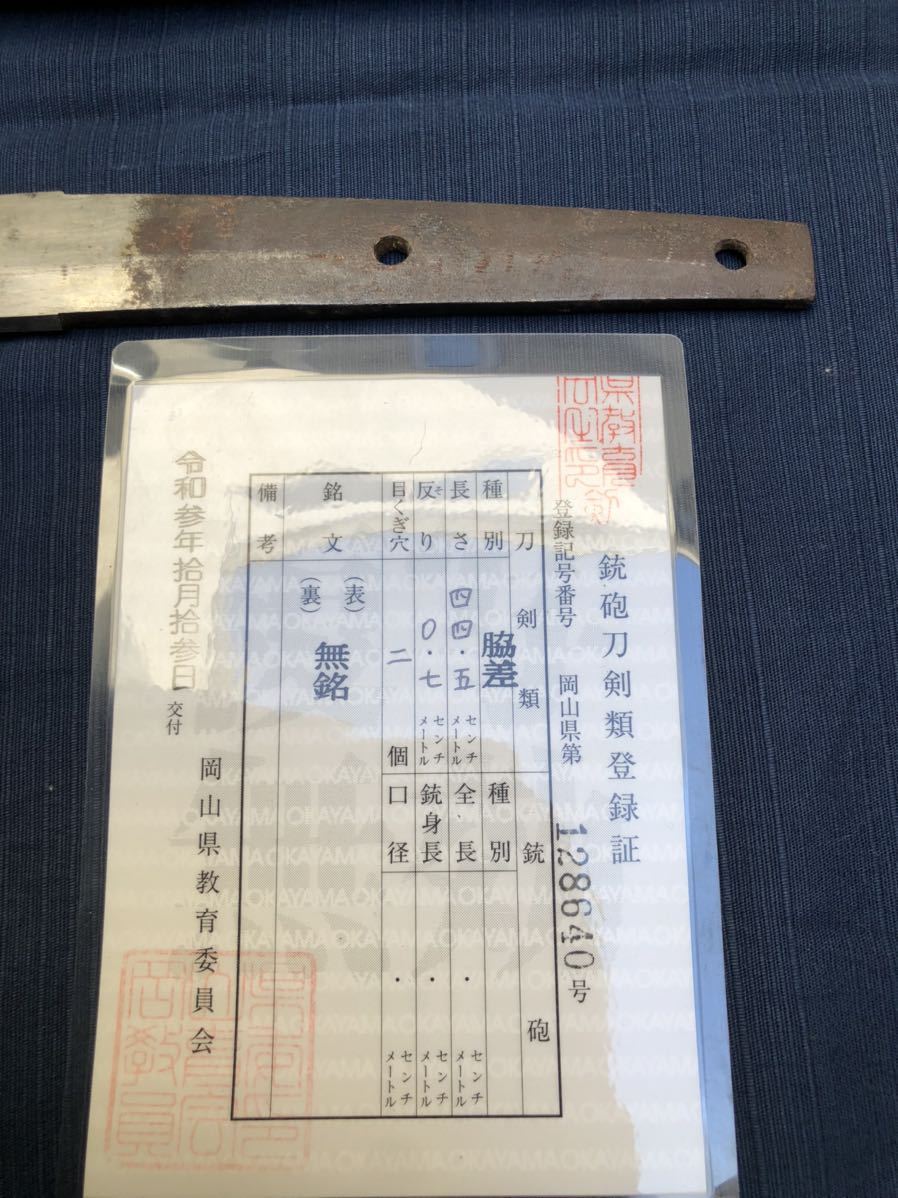 銃砲刀剣類登録証
登録記号番号 岡山県第 128640号
刀剣類 銃砲
種別 脇差 種別
長さ 四四・五 センチメートル 全長 ・ センチメートル
反り 〇・七 センチメートル 銃身長 ・ センチメートル
目くぎ穴 二 個 口径 ・ センチメートル
銘文 (表) (裏) 無銘
備考
令和参年拾月拾参日 交付
岡山県教育委員会